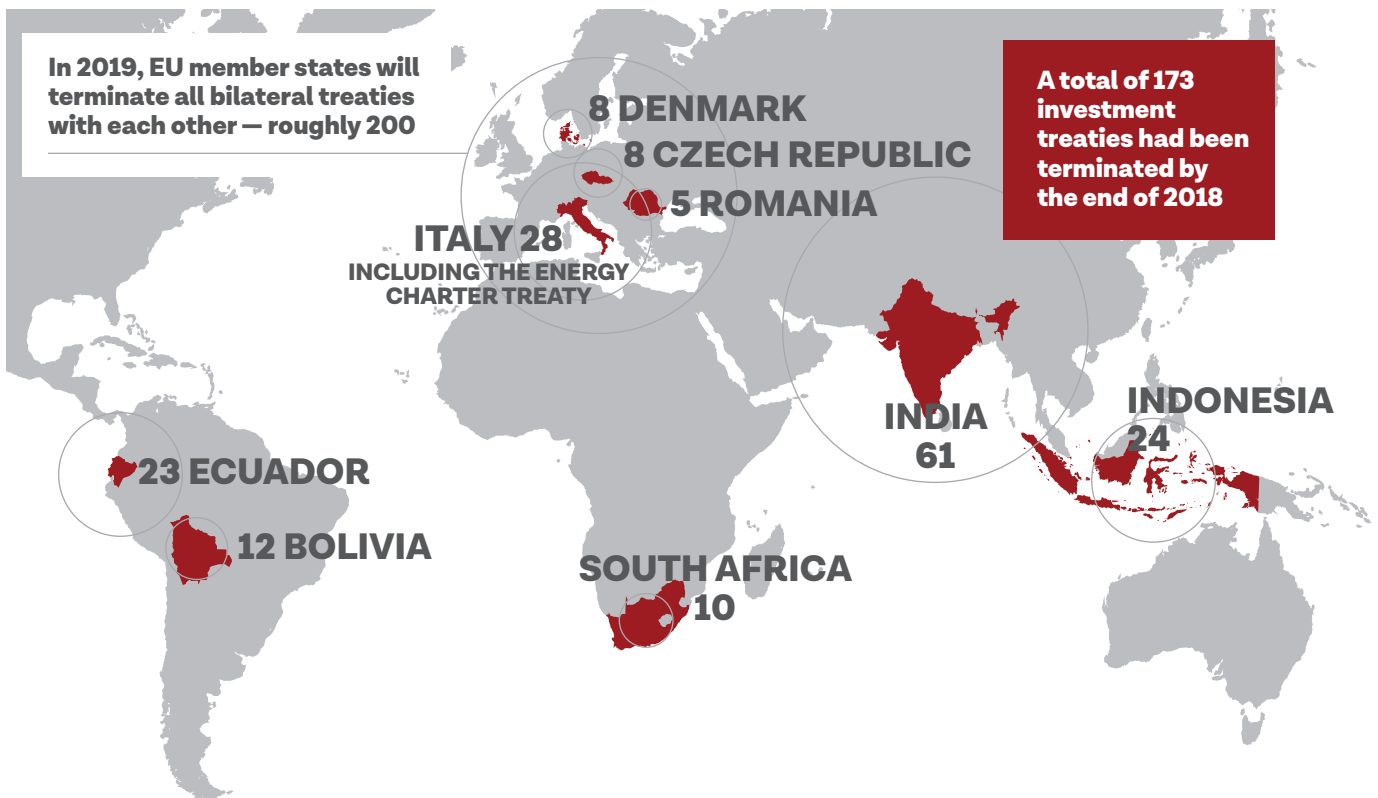 In 2019, EU member states will
terminate all bilateral treaties
with each other — roughly 200
A total of 173
investment
treaties had been
terminated by
the end of 2018
8 DENMARK
8 CZECH REPUBLIC
5 ROMANIA
ITALY 28
INCLUDING THE ENERGY
CHARTER TREATY
INDIA
61
INDONESIA
24
23 ECUADOR
12 BOLIVIA
SOUTH AFRICA
10